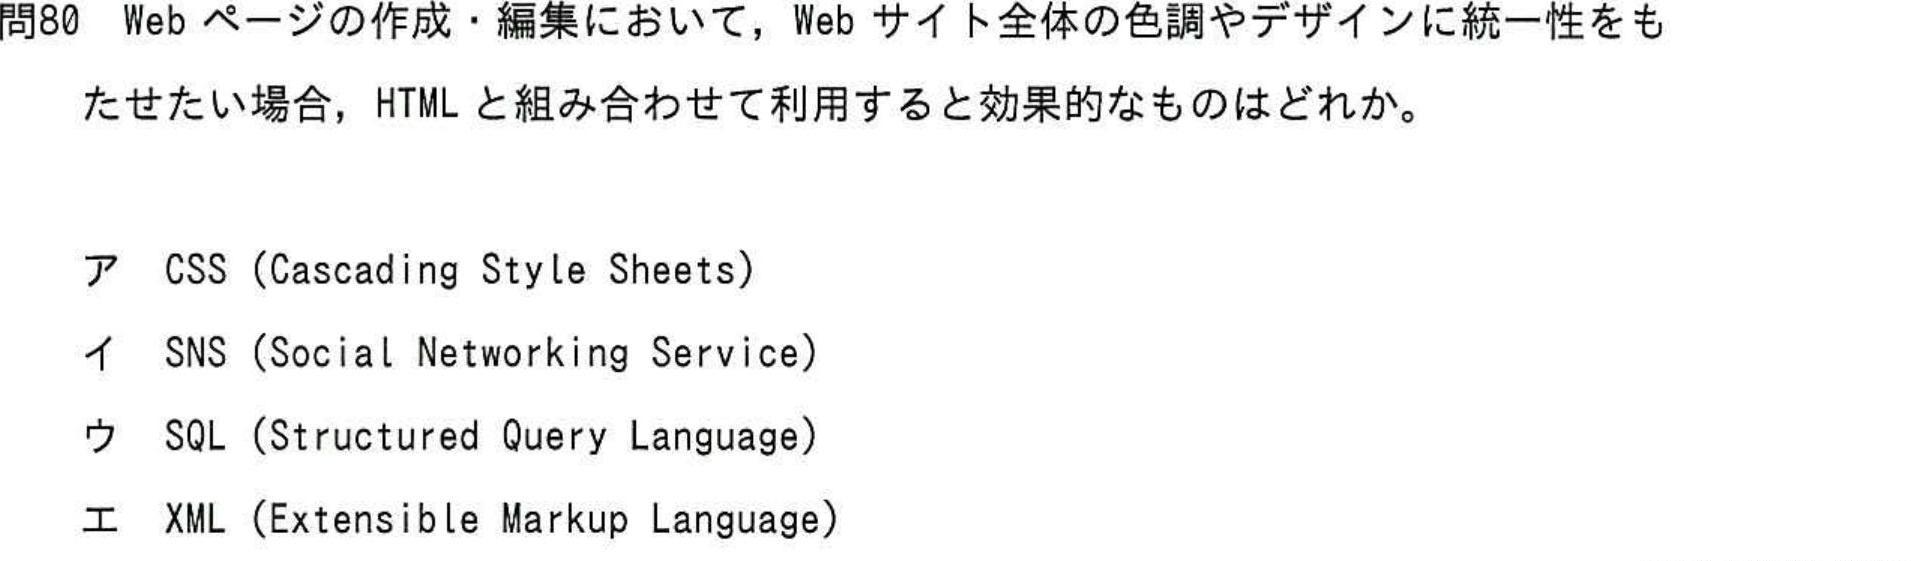 問80 Web ページの作成・編集において，Web サイト全体の色調やデザインに統一性をも
たせたい場合，HTML と組み合わせて利用すると効果的なものはどれか。
ア CSS (Cascading Style Sheets)
イ SNS (Social Networking Service)
ウ SQL (Structured Query Language)
エ XML (Extensible Markup Language)